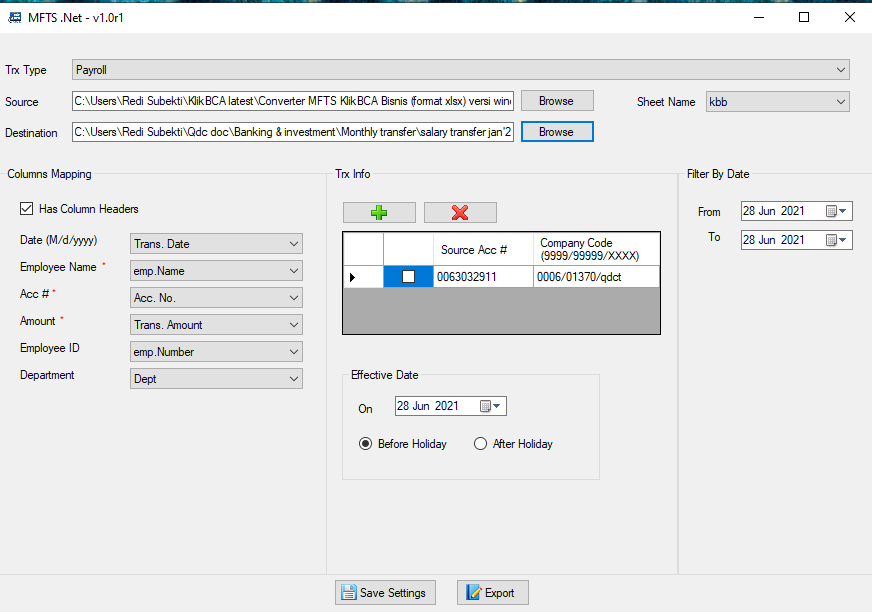 MFTS .Net - v1.0r1
Trx Type Payroll
Source C:\Users\Redi Subekti\KlikBCA latest\Converter MFTS KlikBCA Bisnis (fomat xlsx) versi wind Browse Sheet Name kbb
Destination C:\Users\Redi Subekti\Qdc doc\Banking & investment\Monthly transfer\salary transfer jan'2 Browse
Columns Mapping
Has Column Headers
Date (M/d/yyyy) Trans. Date
Employee Name * emp.Name
Acc # * Acc. No.
Amount * Trans. Amount
Employee ID emp.Number
Department Dept
Trx Info
Source Acc # Company Code
(9999/99999/XXXX)
0063032911 0006/01370/qdct
Effective Date
On 28 Jun 2021
Before Holiday After Holiday
Filter By Date
From 28 Jun 2021
To 28 Jun 2021
Save Settings Export